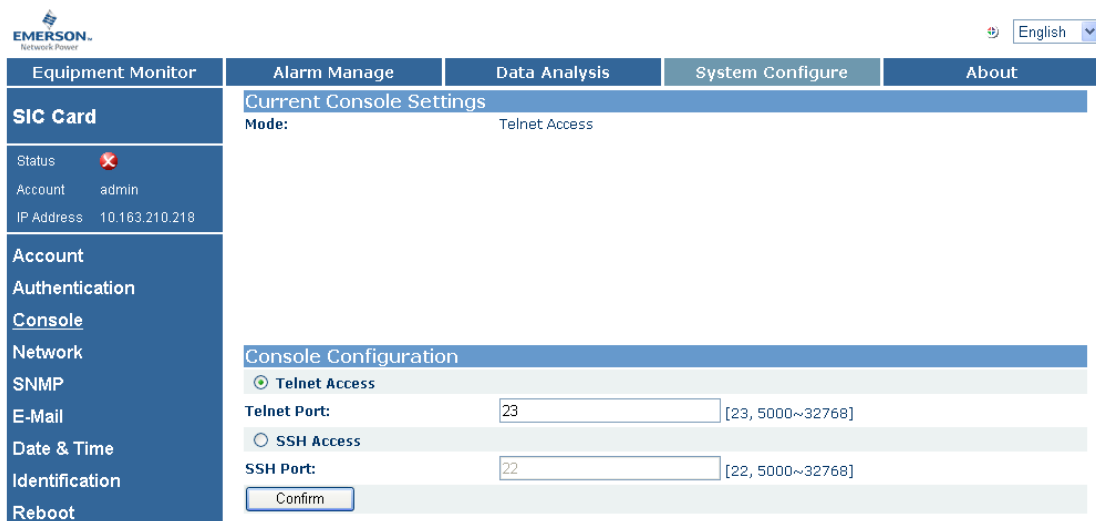 EMERSON™
Network Power
English
Equipment Monitor Alarm Manage Data Analysis System Configure About
SIC Card
Status
Account admin
IP Address 10.163.210.218
Account
Authentication
Console
Network
SNMP
E-Mail
Date & Time
Identification
Reboot
Current Console Settings
Mode: Telnet Access
Console Configuration
Telnet Access
Telnet Port: 23 [23, 5000~32768]
SSH Access
SSH Port: 22 [22, 5000~32768]
Confirm